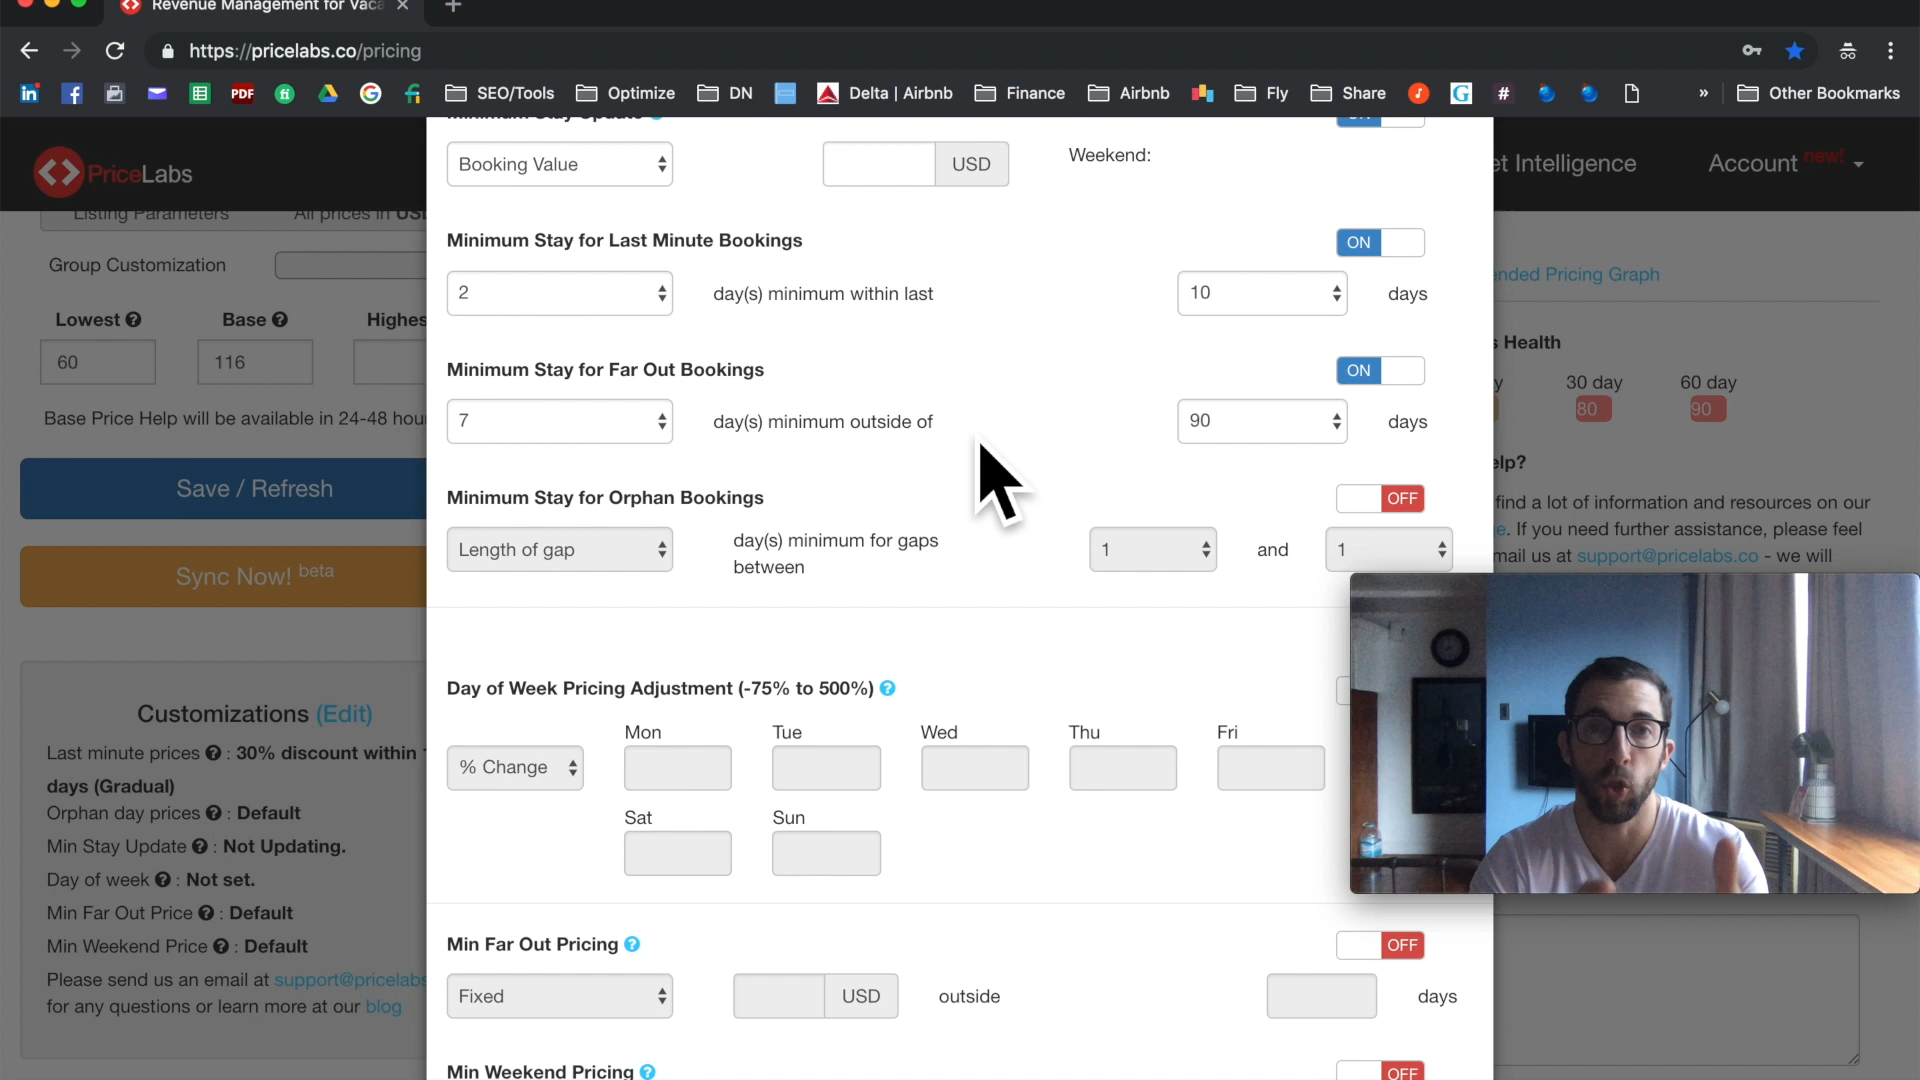 Revenue Management for Vaca
https://pricelabs.co/pricing
SEO/Tools
Optimize
DN
Delta | Airbnb
Finance
Airbnb
Fly
Share
»
Other Bookmarks
PriceLabs
et Intelligence
Account new!
Minimum Stay Update
ON
Booking Value
USD
Weekend:
Listing Parameters
All prices in USD
Group Customization
Lowest
Base
Highes
60
116
Base Price Help will be available in 24-48 hou
Save / Refresh
Sync Now! beta
Minimum Stay for Last Minute Bookings
ON
2
day(s) minimum within last
10
days
Minimum Stay for Far Out Bookings
ON
7
day(s) minimum outside of
90
days
Minimum Stay for Orphan Bookings
OFF
Length of gap
day(s) minimum for gaps
between
1
and
1
nded Pricing Graph
s Health
y
30 day
60 day
80
90
elp?
find a lot of information and resources on our
e. If you need further assistance, please feel
mail us at support@pricelabs.co - we will
Customizations (Edit)
Last minute prices : 30% discount within 1
days (Gradual)
Orphan day prices : Default
Min Stay Update : Not Updating.
Day of week : Not set.
Min Far Out Price : Default
Min Weekend Price : Default
Please send us an email at support@pricelabs
for any questions or learn more at our blog
Day of Week Pricing Adjustment (-75% to 500%)
Mon
Tue
Wed
Thu
Fri
% Change
Sat
Sun
Min Far Out Pricing
OFF
Fixed
USD
outside
days
Min Weekend Pricing
OFF